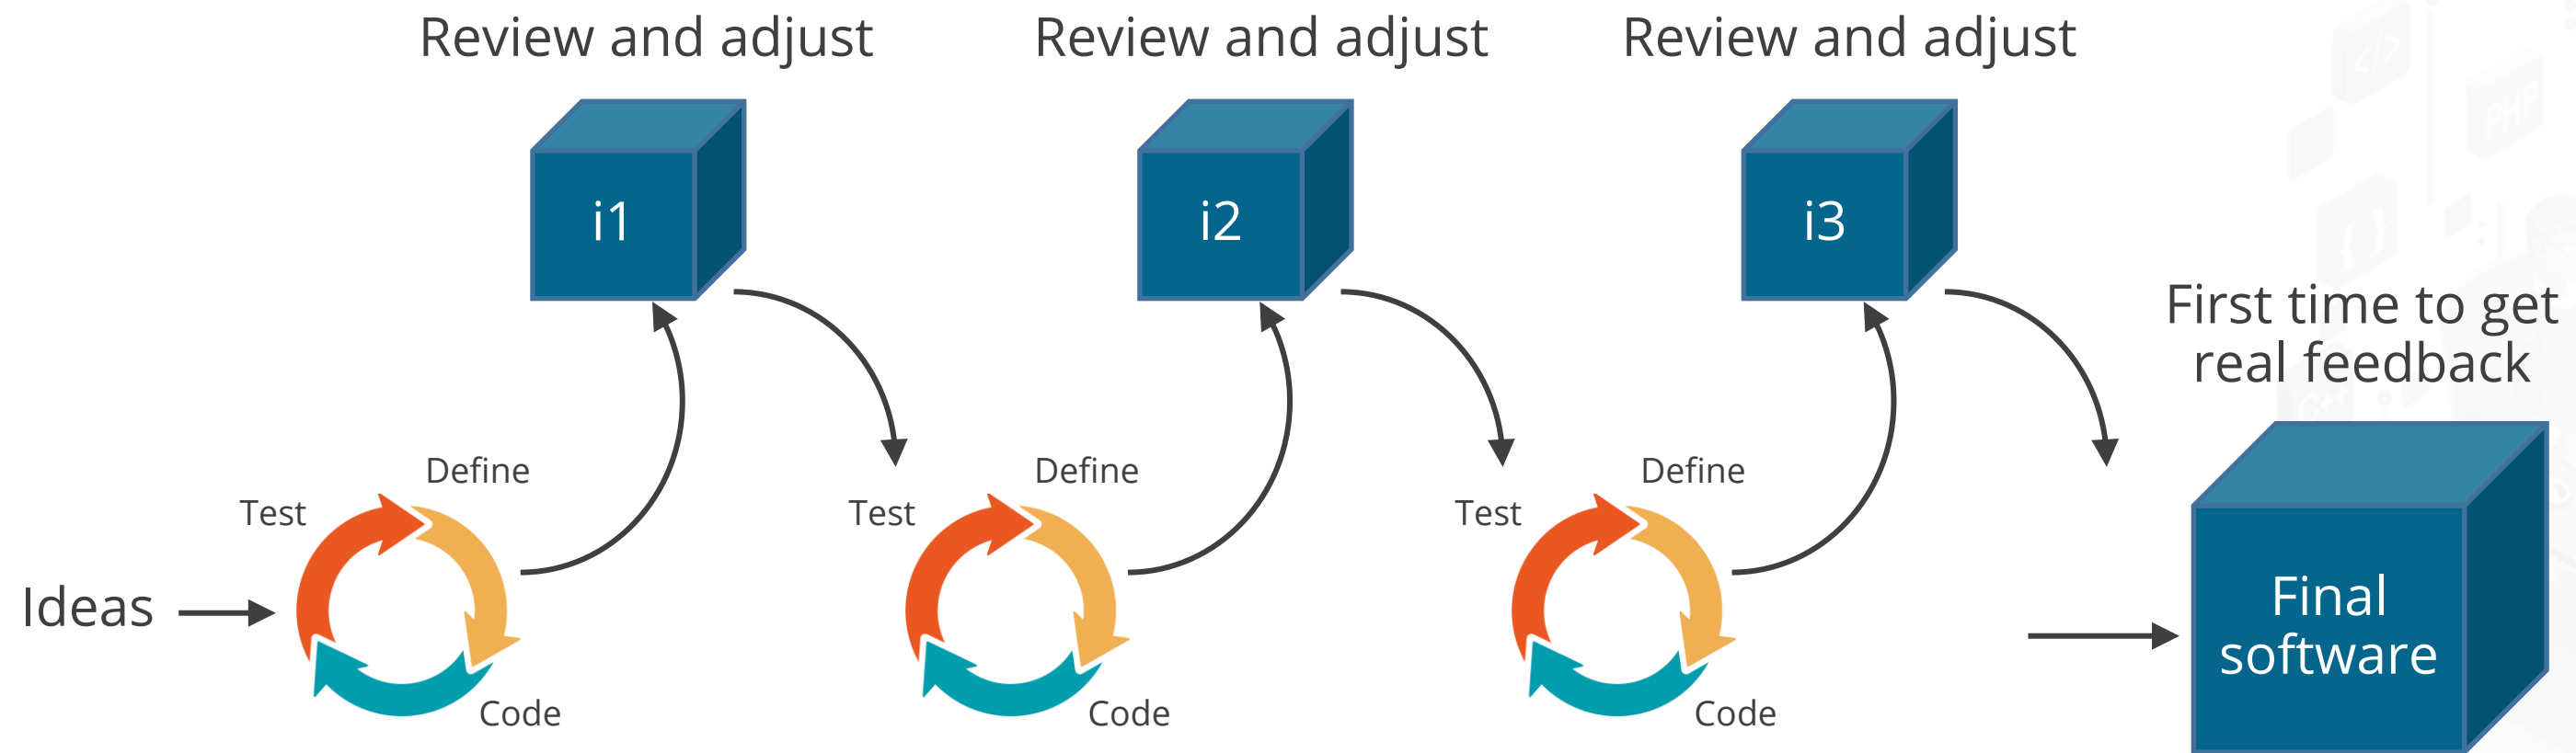 Review and adjust
Review and adjust
Review and adjust
i1
i2
i3
First time to get
real feedback
Define
Test
Define
Test
Define
Test
Ideas
Final
software
Code
Code
Code
</>
PHP
{ }
C++